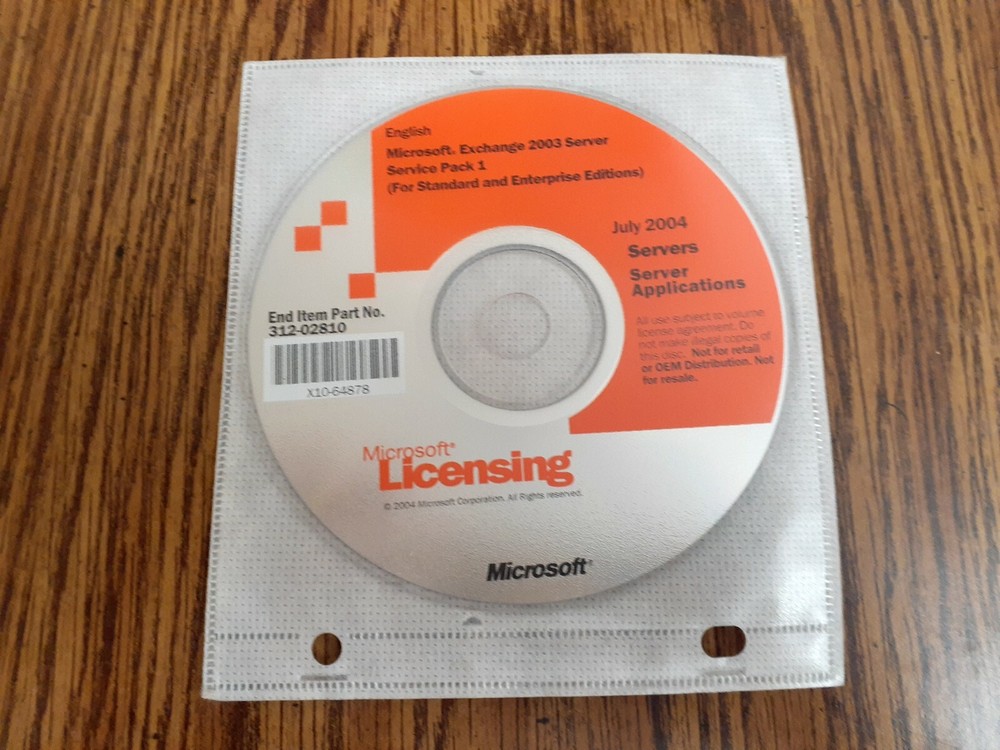 English
Microsoft® Exchange 2003 Server
Service Pack 1
(For Standard and Enterprise Editions)
July 2004
Servers
Server
Applications
All use subject to volume
license agreement. Do
not make illegal copies of
this disc. Not for retail
or OEM Distribution. Not
for resale.
End Item Part No.
312-02810
X10-64878
Microsoft®
Licensing
© 2004 Microsoft Corporation. All Rights reserved.
Microsoft®